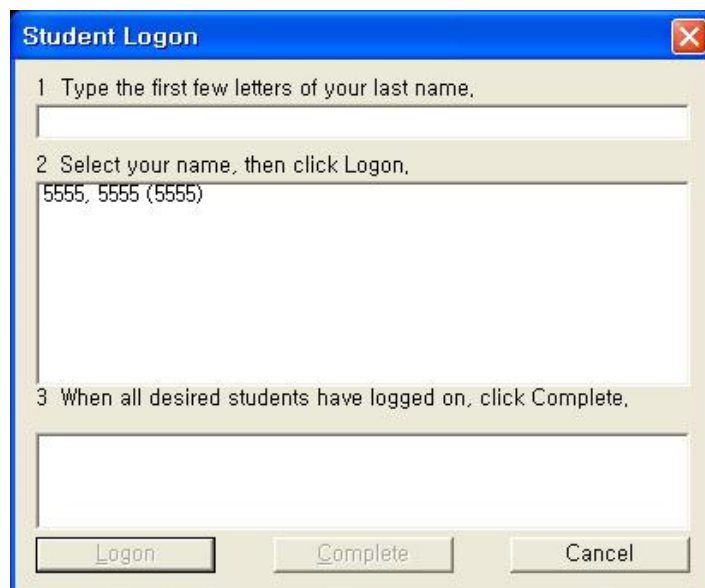 Student Logon
1 Type the first few letters of your last name,
2 Select your name, then click Logon,
5555, 5555 (5555)
3 When all desired students have logged on, click Complete,
Logon Complete Cancel